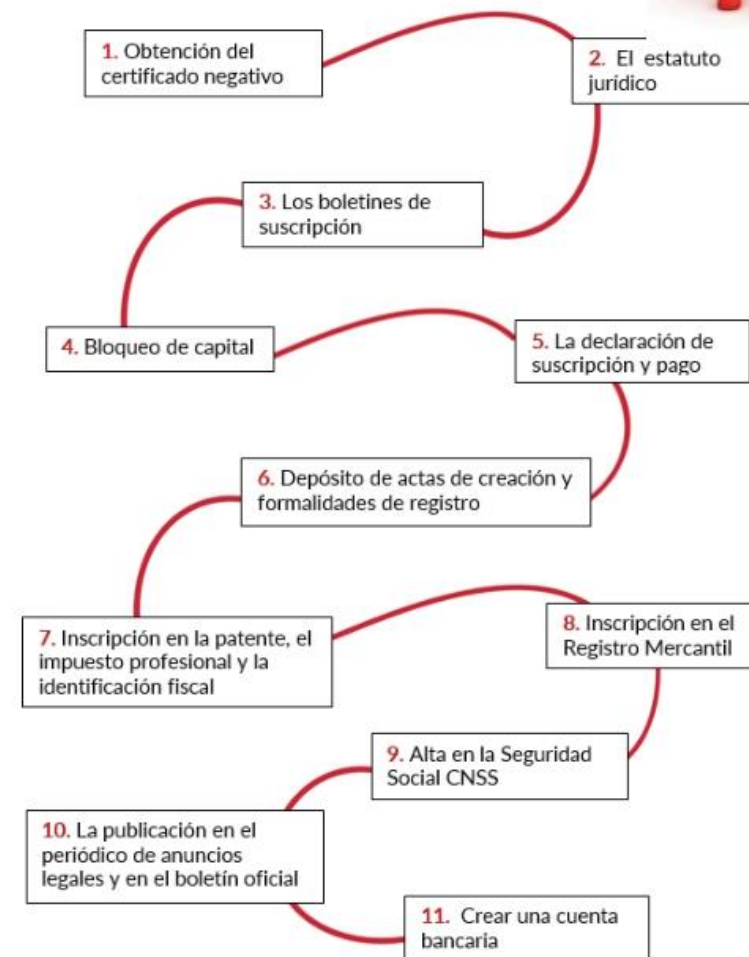 1. Obtención del
certificado negativo
2. El estatuto
jurídico
3. Los boletines de
suscripción
4. Bloqueo de capital
5. La declaración de
suscripción y pago
6. Depósito de actas de creación y
formalidades de registro
7. Inscripción en la patente, el
impuesto profesional y la
identificación fiscal
8. Inscripción en el
Registro Mercantil
9. Alta en la Seguridad
Social CNSS
10. La publicación en el
periódico de anuncios
legales y en el boletín oficial
11. Crear una cuenta
bancaria